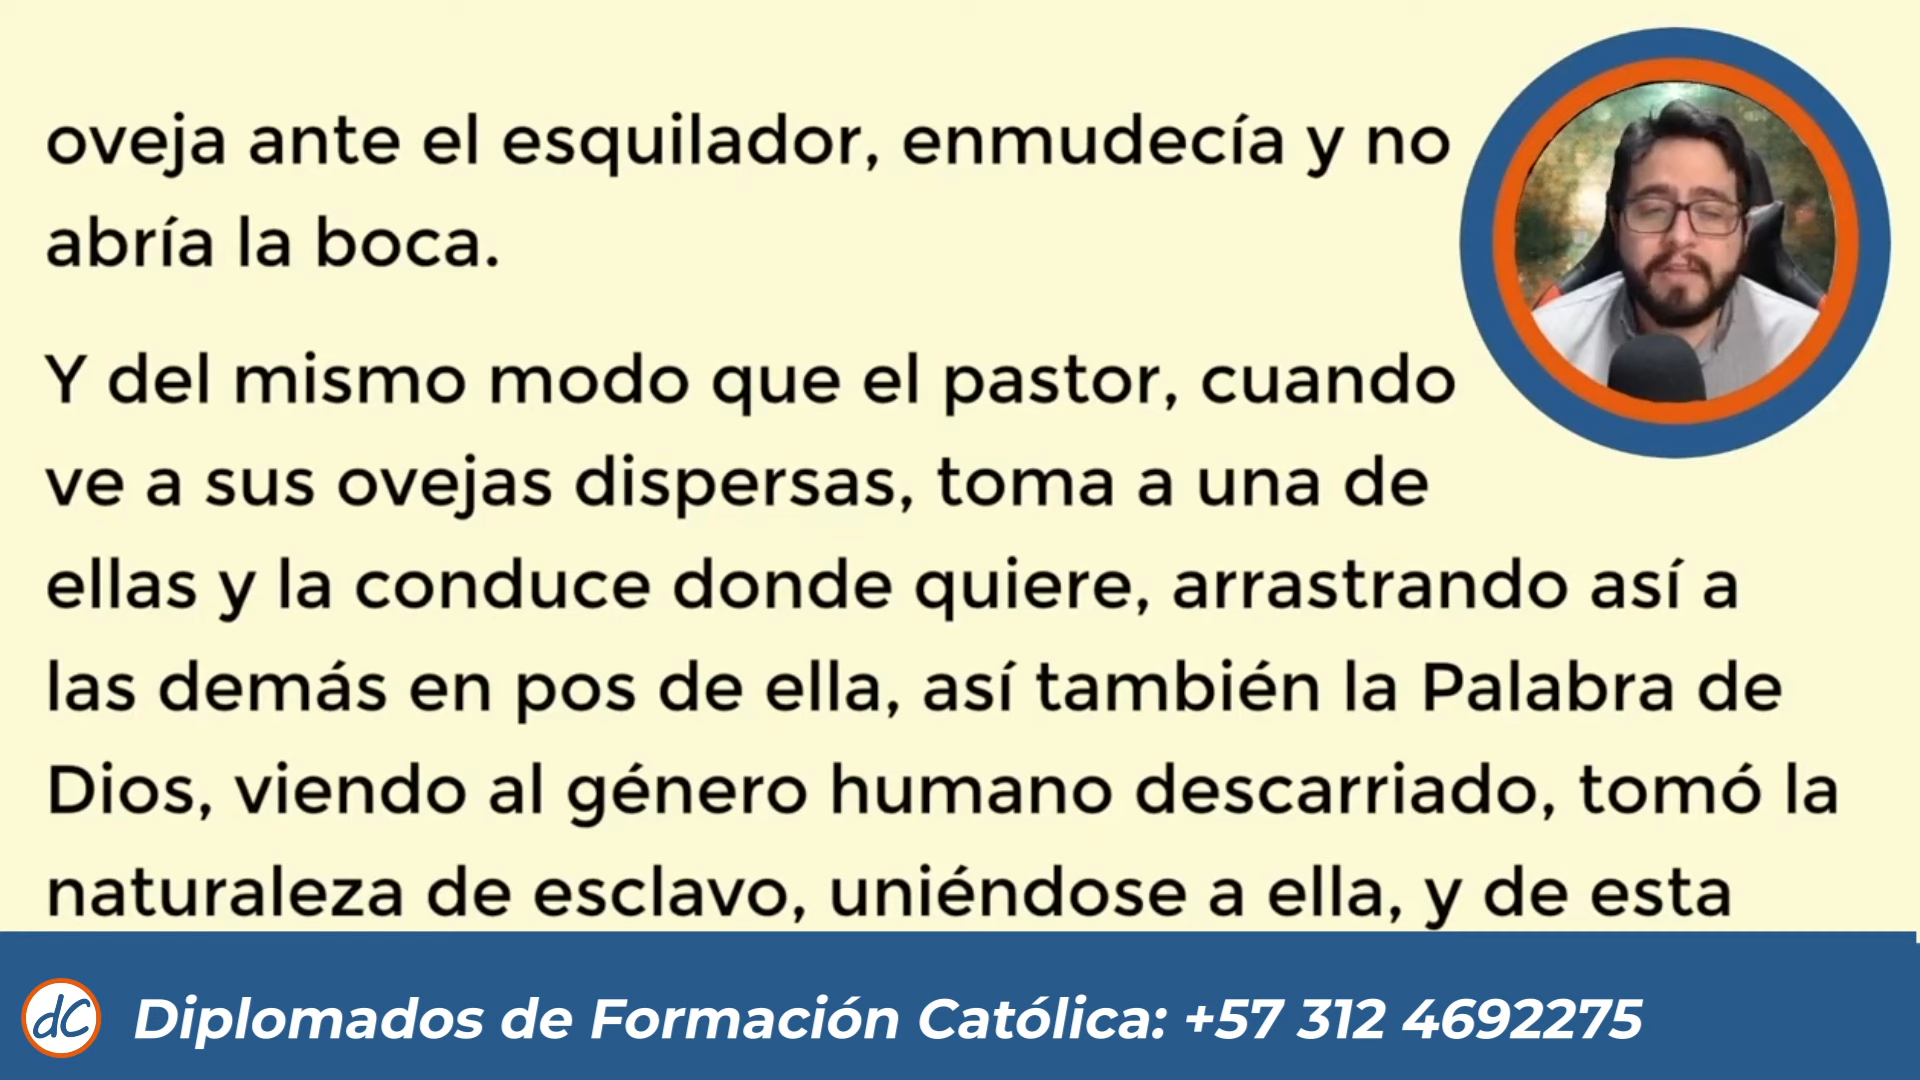 oveja ante el esquilador, enmudecía y no
abría la boca.
Y del mismo modo que el pastor, cuando
ve a sus ovejas dispersas, toma a una de
ellas y la conduce donde quiere, arrastrando así a
las demás en pos de ella, así también la Palabra de
Dios, viendo al género humano descarriado, tomó la
naturaleza de esclavo, uniéndose a ella, y de esta
dC Diplomados de Formación Católica: +57 312 4692275